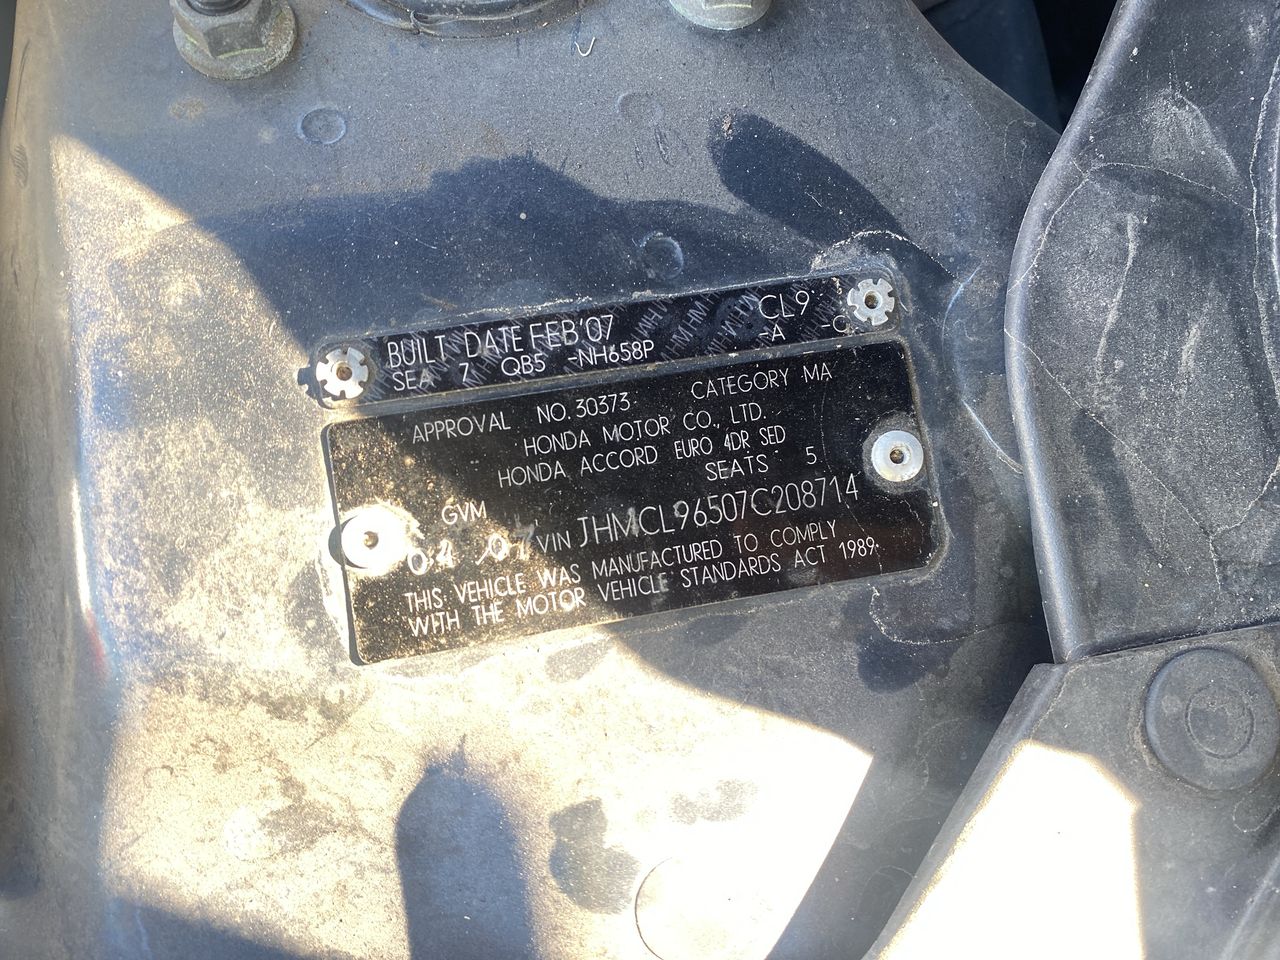 BUILT DATE FEB'07 CL9
SEA 7 QB5 -NH658P A -C
APPROVAL NO. 30373 CATEGORY MA
HONDA MOTOR CO., LTD.
HONDA ACCORD EURO 4DR SED
SEATS 5
GVM
04 07 VIN JHMCL96507C208714
THIS VEHICLE WAS MANUFACTURED TO COMPLY
WITH THE MOTOR VEHICLE STANDARDS ACT 1989.